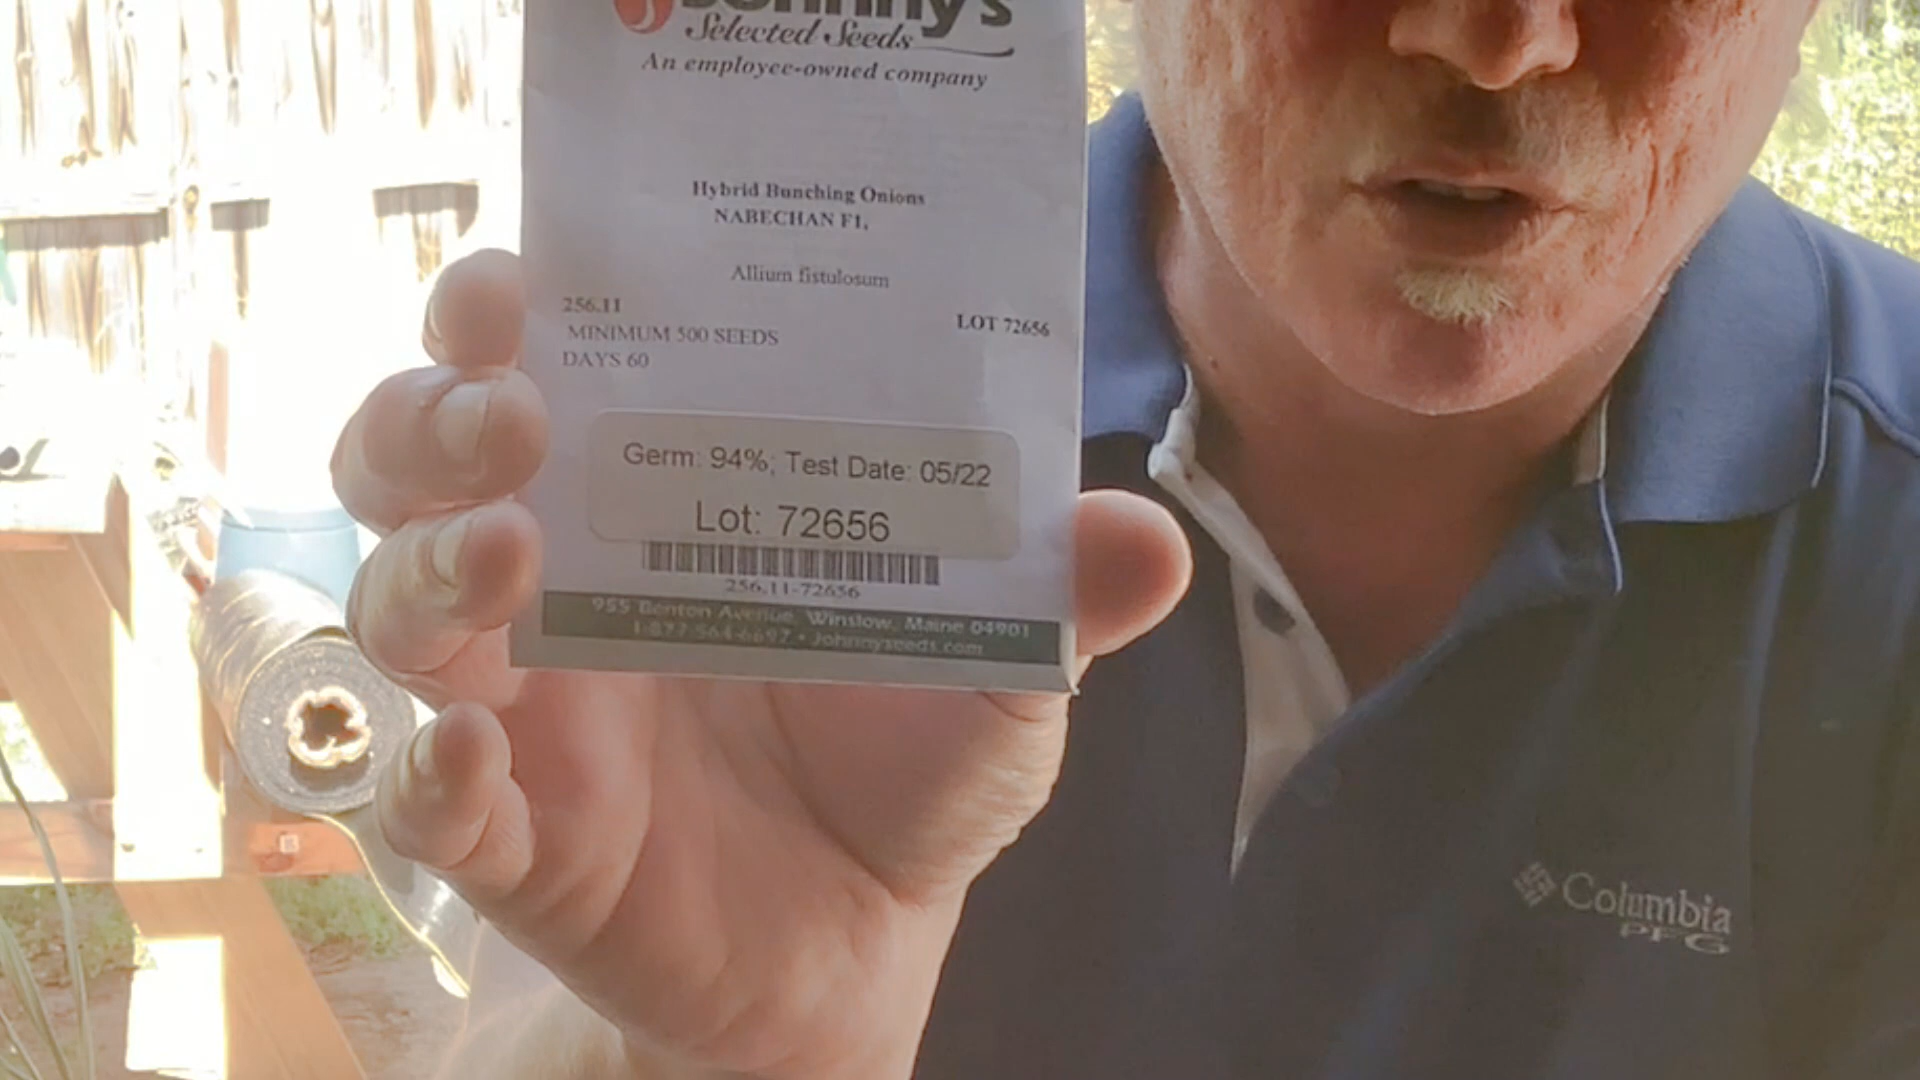 Johnny's
Selected Seeds
An employee-owned company
Hybrid Bunching Onions
NABECHAN F1,
Allium fistulosum
256.11
LOT 72656
MINIMUM 500 SEEDS
DAYS 60
Germ: 94%; Test Date: 05/22
Lot: 72656
256.11-72656
955 Benton Avenue, Winslow, Maine 04901
1-877-564-6697 • Johnnyseeds.com
Columbia
PFG